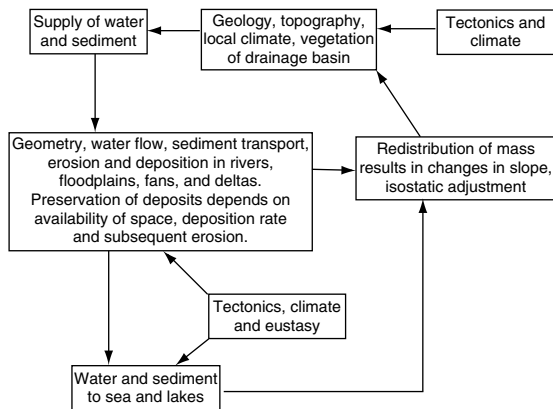 Supply of water
and sediment
Geology, topography,
local climate, vegetation
of drainage basin
Tectonics and
climate
Geometry, water flow, sediment transport,
erosion and deposition in rivers,
floodplains, fans, and deltas.
Preservation of deposits depends on
availability of space, deposition rate
and subsequent erosion.
Redistribution of mass
results in changes in slope,
isostatic adjustment
Tectonics, climate
and eustasy
Water and sediment
to sea and lakes